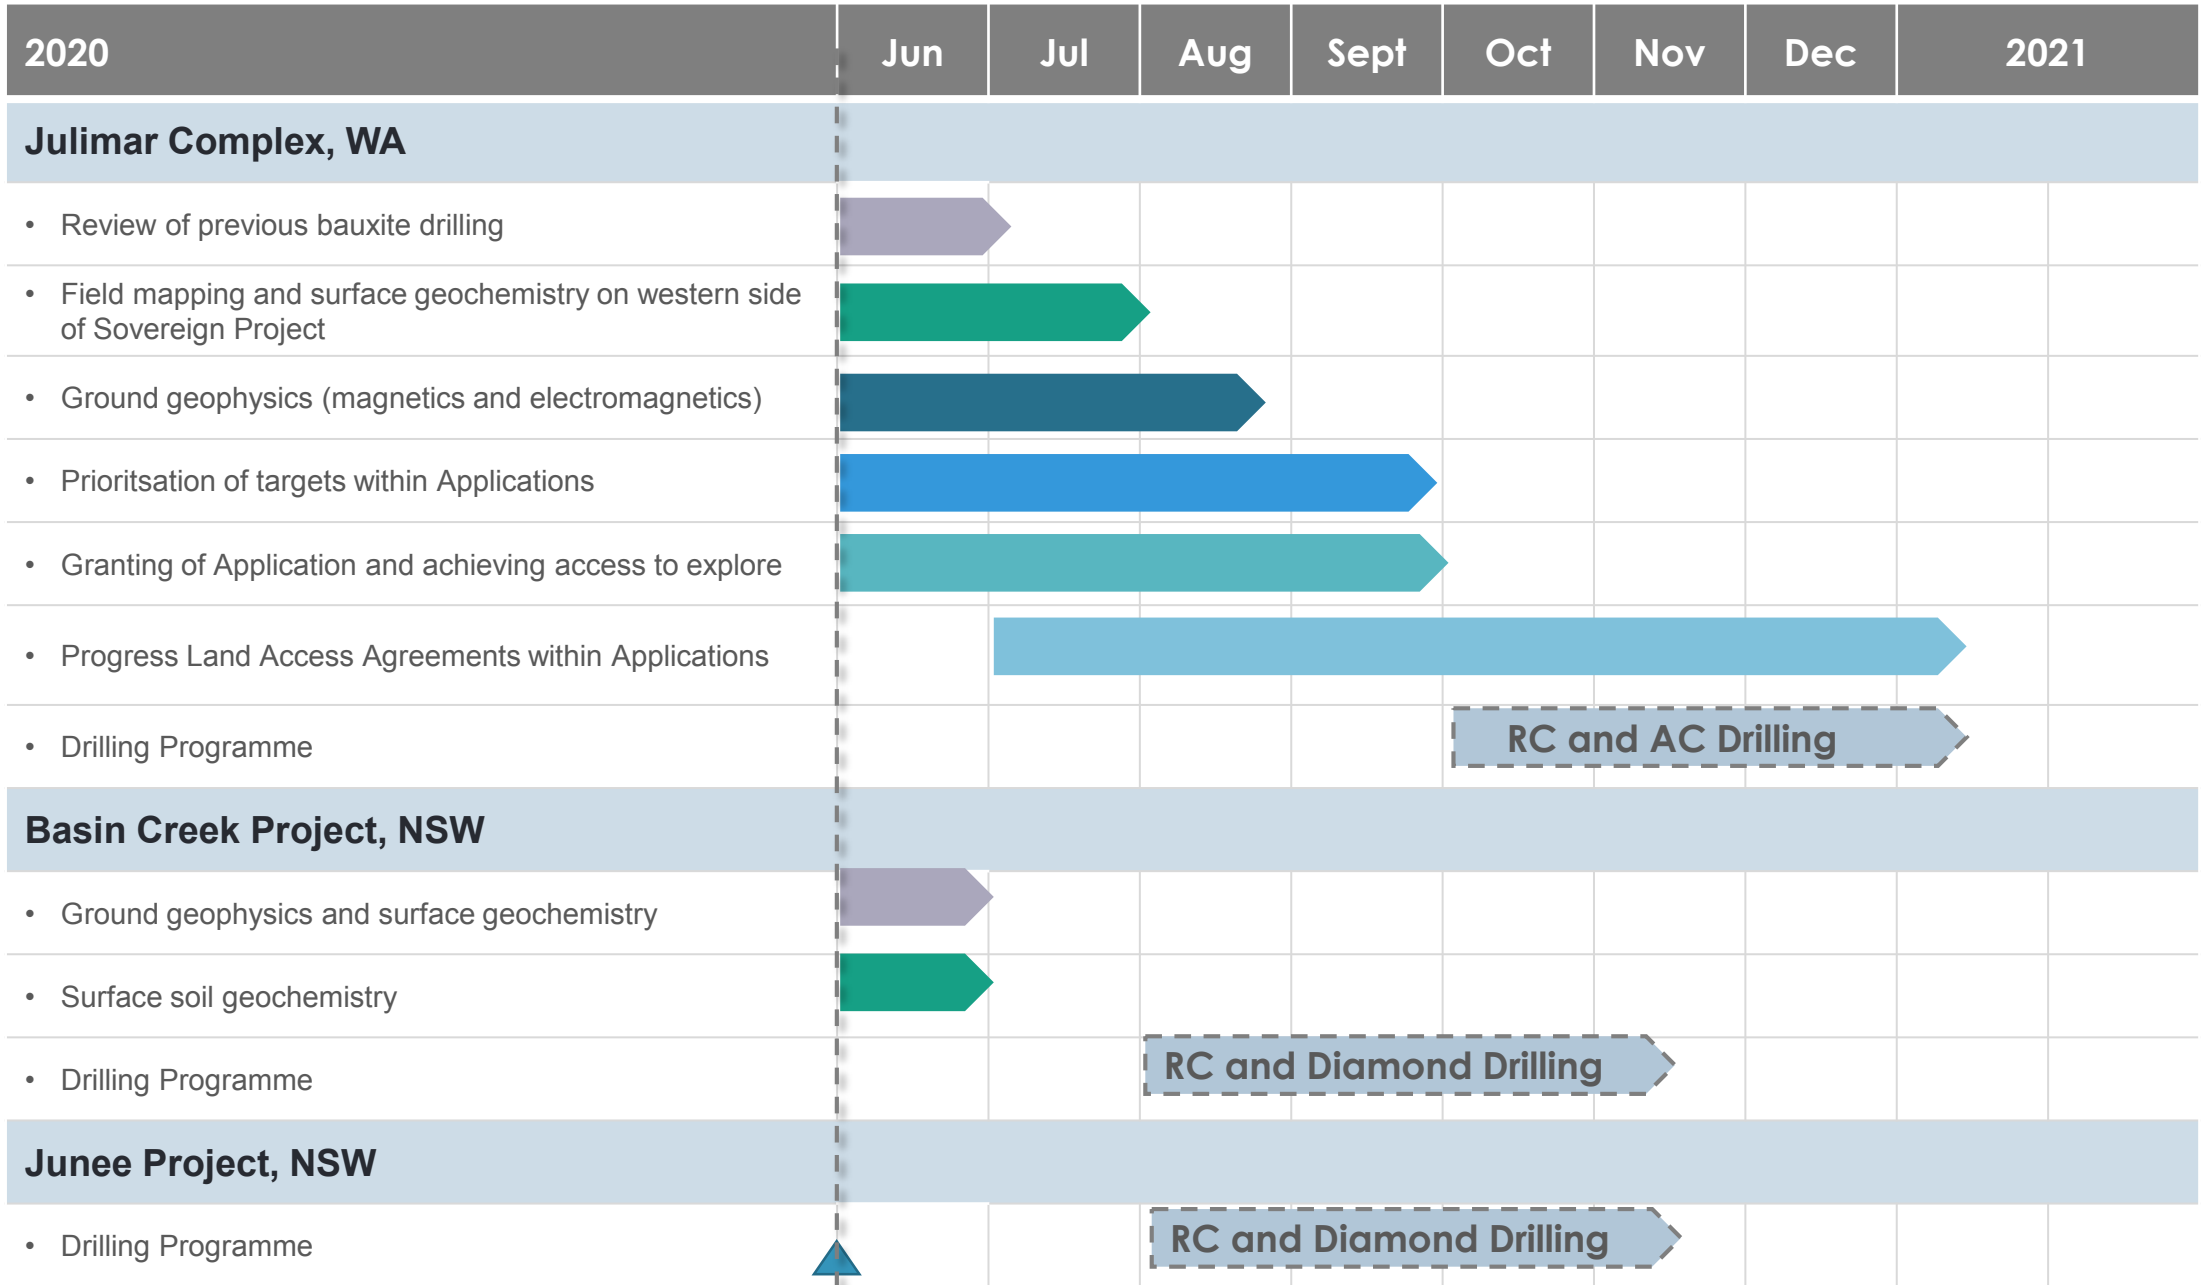 2020 Jun Jul Aug Sept Oct Nov Dec 2021
Julimar Complex, WA
• Review of previous bauxite drilling
• Field mapping and surface geochemistry on western side
of Sovereign Project
• Ground geophysics (magnetics and electromagnetics)
• Prioritsation of targets within Applications
• Granting of Application and achieving access to explore
• Progress Land Access Agreements within Applications
• Drilling Programme RC and AC Drilling
Basin Creek Project, NSW
• Ground geophysics and surface geochemistry
• Surface soil geochemistry
• Drilling Programme RC and Diamond Drilling
Junee Project, NSW
• Drilling Programme RC and Diamond Drilling